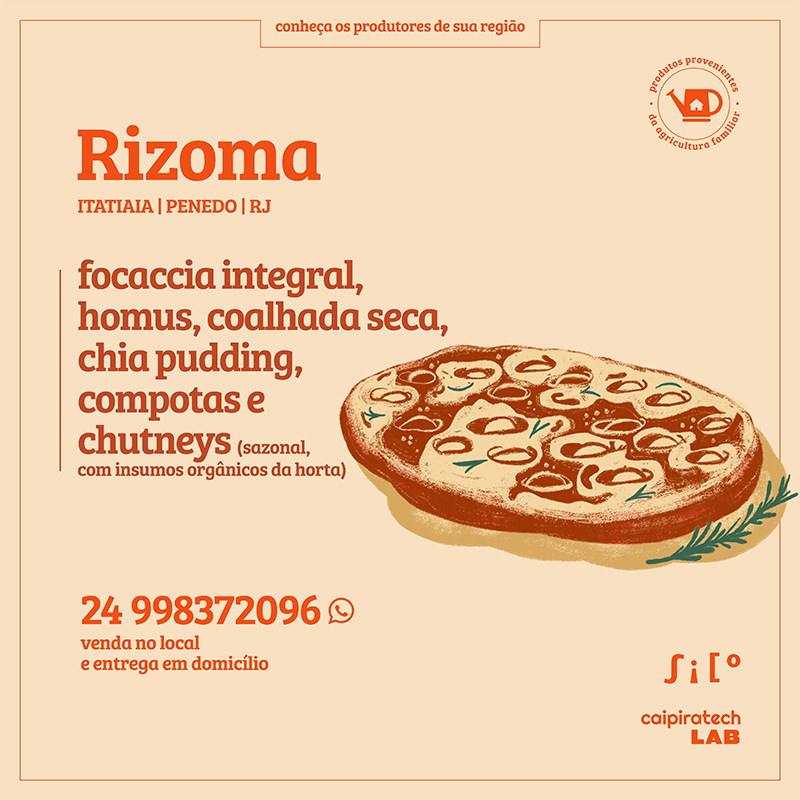 conheça os produtores de sua região
produtos provenientes
da agricultura familiar
Rizoma
ITATIAIA | PENEDO | RJ
focaccia integral,
homus, coalhada seca,
chia pudding,
compotas e
chutneys (sazonal,
com insumos orgânicos da horta)
24 998372096
venda no local
e entrega em domicílio
silo
caipiratech
LAB